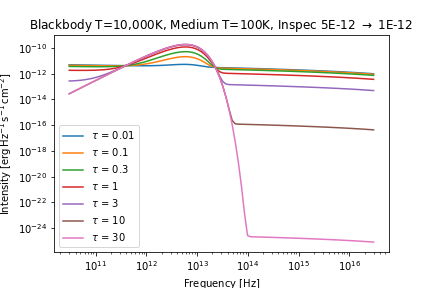 Blackbody T=10,000K, Medium T=100K, Inspec 5E-12 → 1E-12
Intensity [erg Hz⁻¹ s⁻¹ cm⁻²]
10⁻¹⁰
10⁻¹²
10⁻¹⁴
10⁻¹⁶
10⁻¹⁸
10⁻²⁰
10⁻²²
10⁻²⁴
τ = 0.01
τ = 0.1
τ = 0.3
τ = 1
τ = 3
τ = 10
τ = 30
10¹¹ 10¹² 10¹³ 10¹⁴ 10¹⁵ 10¹⁶
Frequency [Hz]